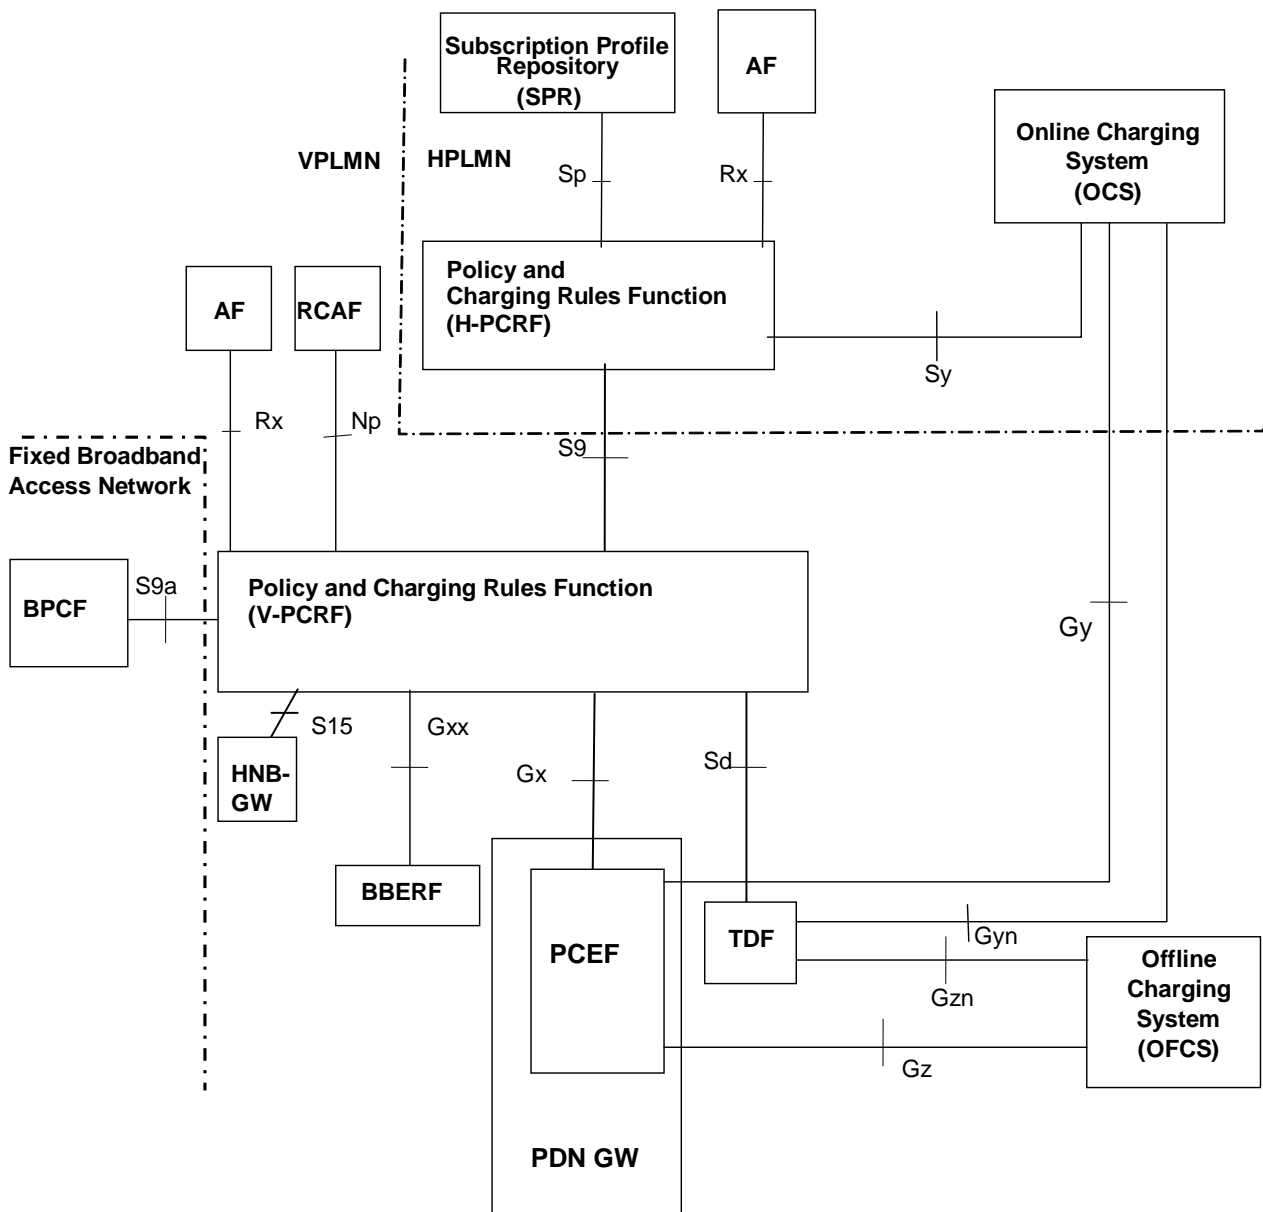 Subscription Profile
Repository
(SPR)
AF
Online Charging
System
(OCS)
VPLMN
HPLMN
Sp
Rx
Policy and
Charging Rules Function
(H-PCRF)
AF
RCAF
Sy
Rx
Np
S9
Fixed Broadband
Access Network
BPCF
S9a
Policy and Charging Rules Function
(V-PCRF)
Gy
S15
Gxx
Gx
Sd
HNB-
GW
BBERF
PCEF
TDF
Gyn
Gzn
Offline
Charging
System
(OFCS)
Gz
PDN GW